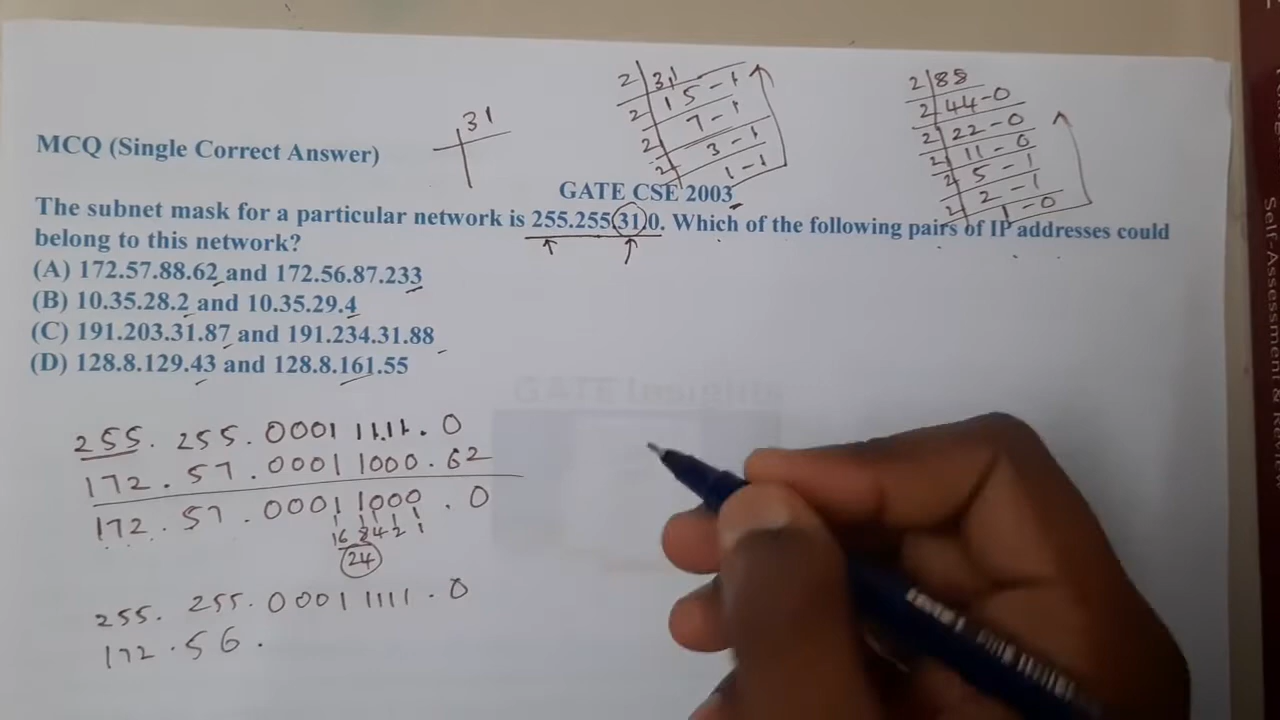 2 31
2 15-1
2 7-1
2 3-1
2 1-1
2 88
2 44-0
2 22-0
2 11-0
2 5-1
2 2-1
1-0
31
MCQ (Single Correct Answer)
GATE CSE 2003
The subnet mask for a particular network is 255.255.31.0. Which of the following pairs of IP addresses could
belong to this network?
(A) 172.57.88.62 and 172.56.87.233
(B) 10.35.28.2 and 10.35.29.4
(C) 191.203.31.87 and 191.234.31.88
(D) 128.8.129.43 and 128.8.161.55
GATE Insights
255. 255. 0001 1111. 0
172. 57. 0001 1000. 62
172. 57. 0001 1000. 0
16 8 4 2 1
24
255. 255. 0001 1111. 0
172. 56.
Self-Assessment & Review